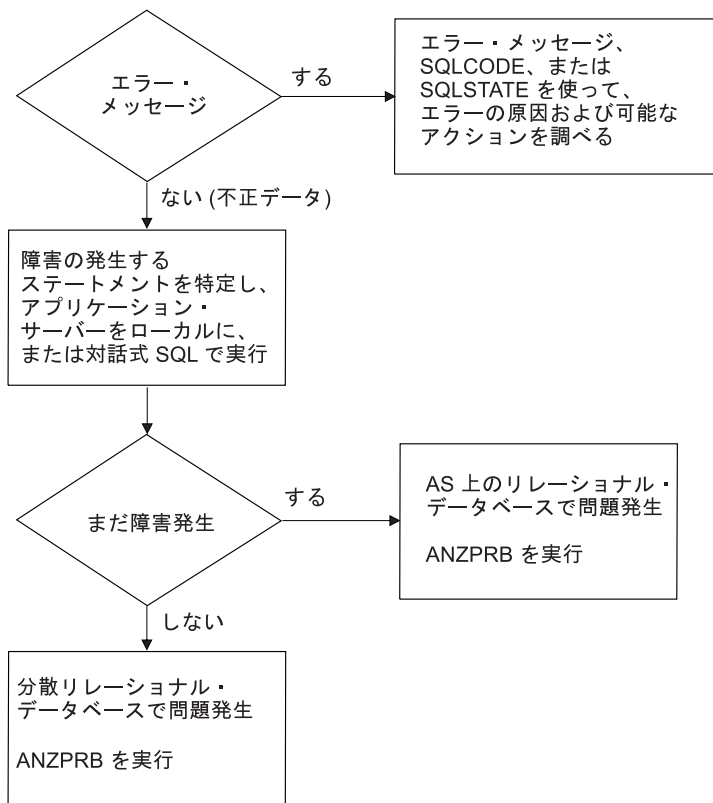 エラー・
メッセージ
する
エラー・メッセージ、
SQLCODE、または
SQLSTATE を使って、
エラーの原因および可能な
アクションを調べる
ない (不正データ)
障害の発生する
ステートメントを特定し、
アプリケーション・
サーバーをローカルに、
または対話式 SQL で実行
まだ障害発生
する
AS 上のリレーショナル・
データベースで問題発生
ANZPRB を実行
しない
分散リレーショナル・
データベースで問題発生
ANZPRB を実行